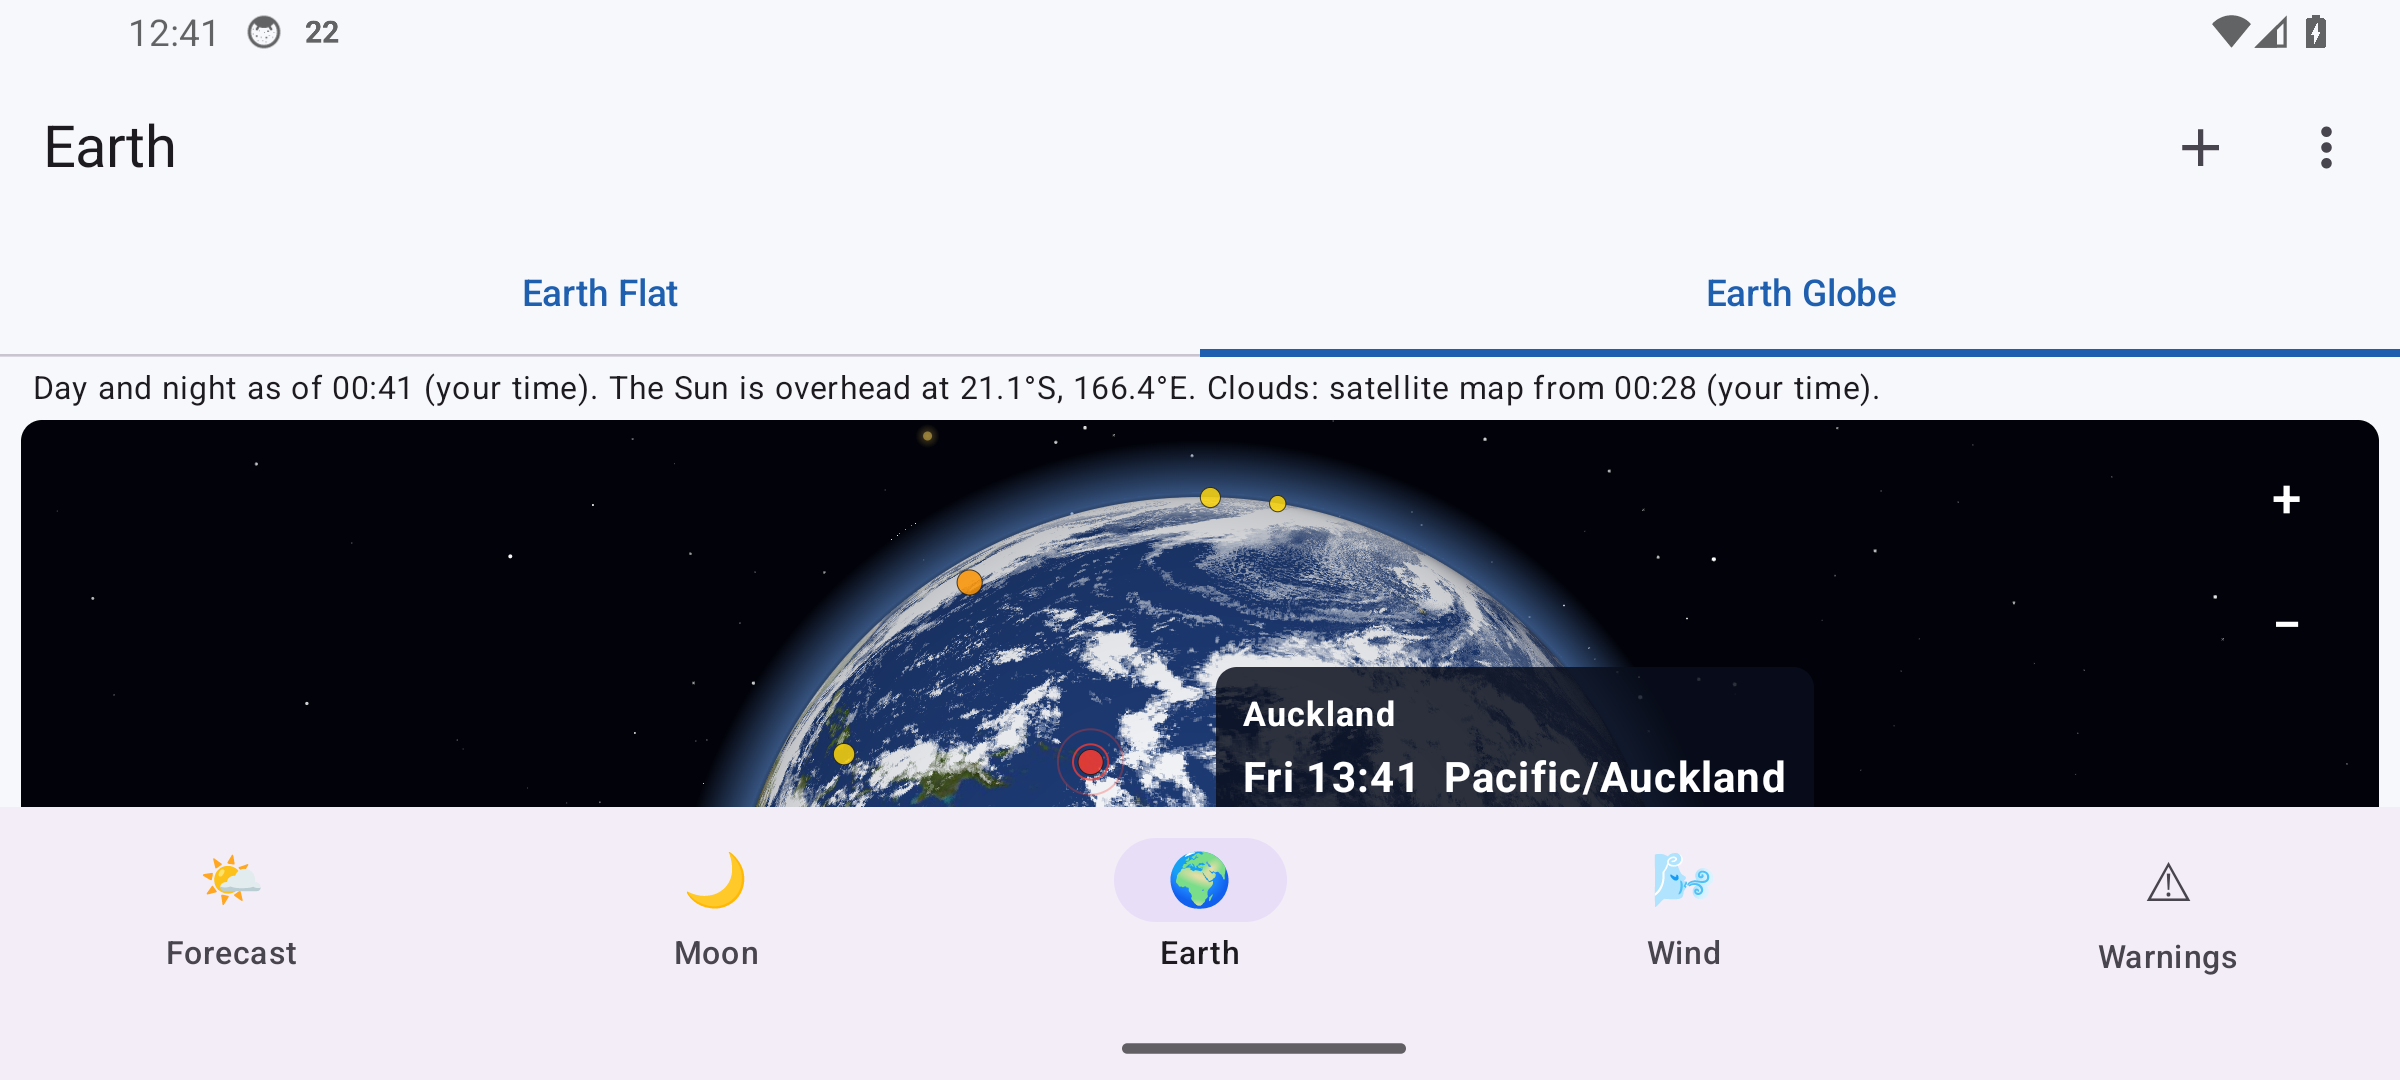 12:41 22
Earth
Earth Flat
Earth Globe
Day and night as of 00:41 (your time). The Sun is overhead at 21.1°S, 166.4°E. Clouds: satellite map from 00:28 (your time).
+
−
Auckland
Fri 13:41 Pacific/Auckland
Forecast
Moon
Earth
Wind
Warnings